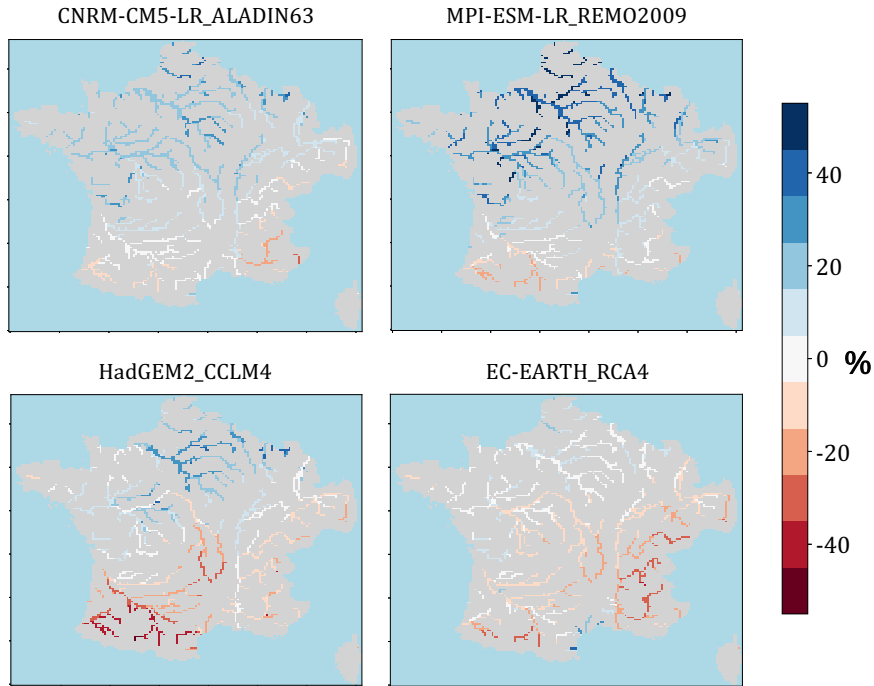 CNRM-CM5-LR_ALADIN63
MPI-ESM-LR_REMO2009
40
20
0 %
-20
-40
HadGEM2_CCLM4
EC-EARTH_RCA4